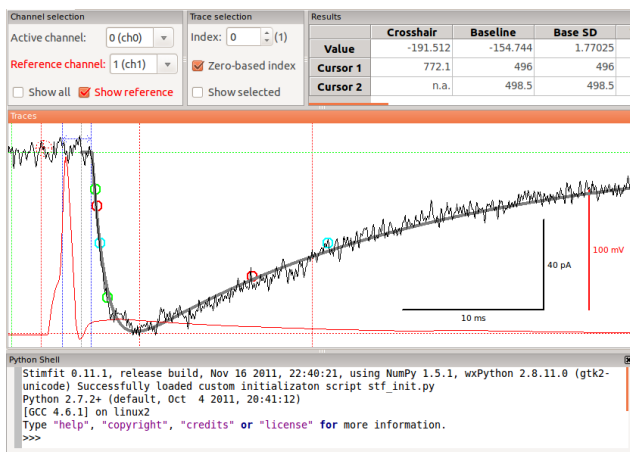 Channel selection
Active channel: 0 (ch0)
Reference channel: 1 (ch1)
Show all Show reference
Trace selection
Index: 0 (1)
Zero-based index
Show selected
Results
Crosshair Baseline Base SD
Value -191.512 -154.744 1.77025
Cursor 1 772.1 496 496
Cursor 2 n.a. 498.5 498.5
Traces
40 pA
100 mV
10 ms
Python Shell
Stimfit 0.11.1, release build, Nov 16 2011, 22:40:21, using NumPy 1.5.1, wxPython 2.8.11.0 (gtk2-
unicode) Successfully loaded custom initializaton script stf_init.py
Python 2.7.2+ (default, Oct 4 2011, 20:41:12)
[GCC 4.6.1] on linux2
Type "help", "copyright", "credits" or "license" for more information.
>>>